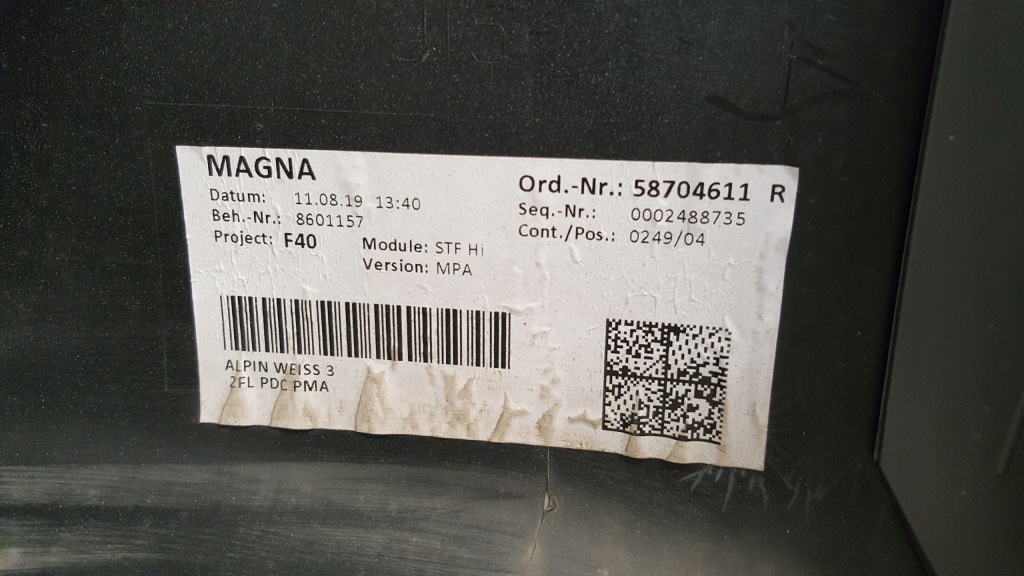 MAGNA
Datum: 11.08.19 13:40
Beh.-Nr.: 8601157
Project: F40
Module: STF Hi
Version: MPA
Ord.-Nr.: 58704611 R
Seq.-Nr.: 0002488735
Cont./Pos.: 0249/04
ALPIN WEISS 3
2FL PDC PMA